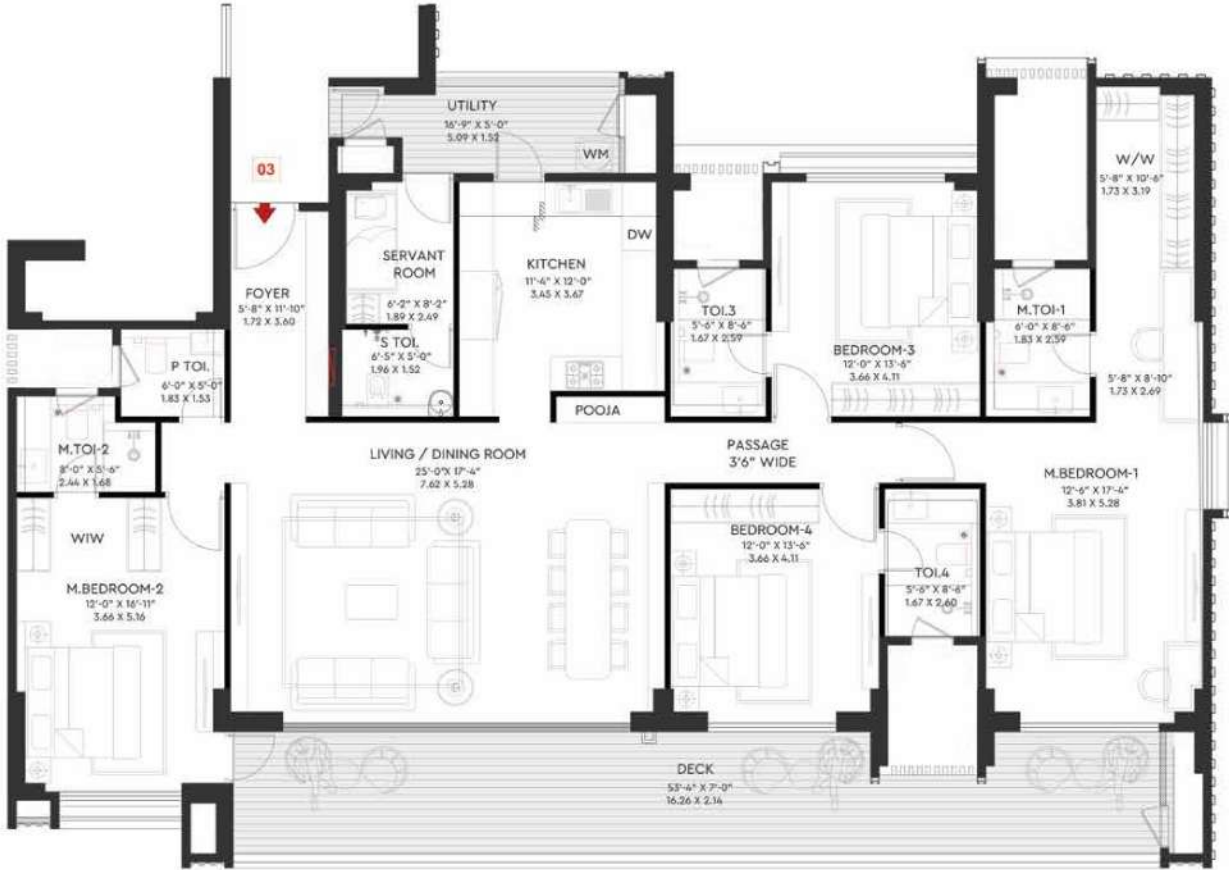 UTILITY
16'-9" X 5'-0"
5.09 X 1.52
WM
03
W/W
5'-8" X 10'-6"
1.73 X 3.19
SERVANT
ROOM
6'-2" X 8'-2"
1.89 X 2.49
KITCHEN
11'-4" X 12'-0"
3.45 X 3.67
DW
FOYER
5'-8" X 11'-10"
1.72 X 3.60
TOI.3
5'-6" X 8'-6"
1.67 X 2.59
M.TOI-1
6'-0" X 8'-6"
1.83 X 2.59
S TOI.
6'-5" X 5'-0"
1.96 X 1.52
BEDROOM-3
12'-0" X 13'-6"
3.66 X 4.11
P TOI.
6'-0" X 5'-0"
1.83 X 1.53
5'-8" X 8'-10"
1.73 X 2.69
POOJA
M.TOI-2
8'-0" X 5'-6"
2.44 X 1.68
LIVING / DINING ROOM
25'-0"X 17'-4"
7.62 X 5.28
PASSAGE
3'6" WIDE
M.BEDROOM-1
12'-6" X 17'-4"
3.81 X 5.28
WIW
BEDROOM-4
12'-0" X 13'-6"
3.66 X 4.11
M.BEDROOM-2
12'-0" X 16'-11"
3.66 X 5.16
TOI.4
5'-6" X 8'-6"
1.67 X 2.60
DECK
53'-4" X 7'-0"
16.26 X 2.14